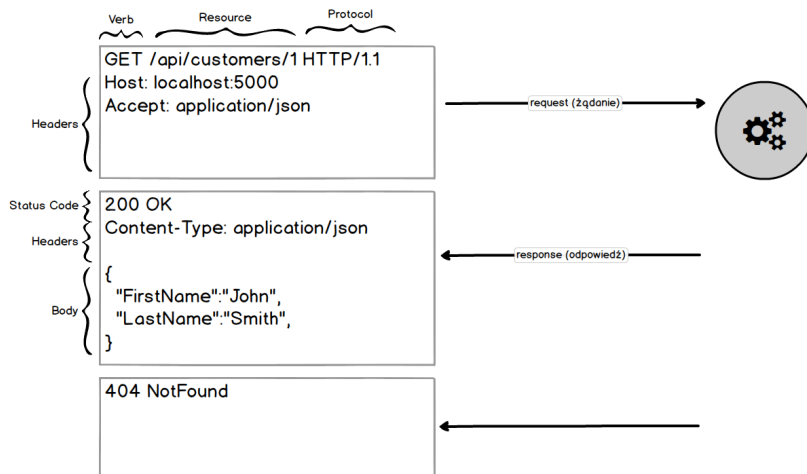 Verb
Resource
Protocol
GET /api/customers/1 HTTP/1.1
Host: localhost:5000
Accept: application/json
Headers
request (żądanie)
Status Code
200 OK
Headers
Content-Type: application/json
response (odpowiedź)
Body
{
"FirstName":"John",
"LastName":"Smith",
}
404 NotFound